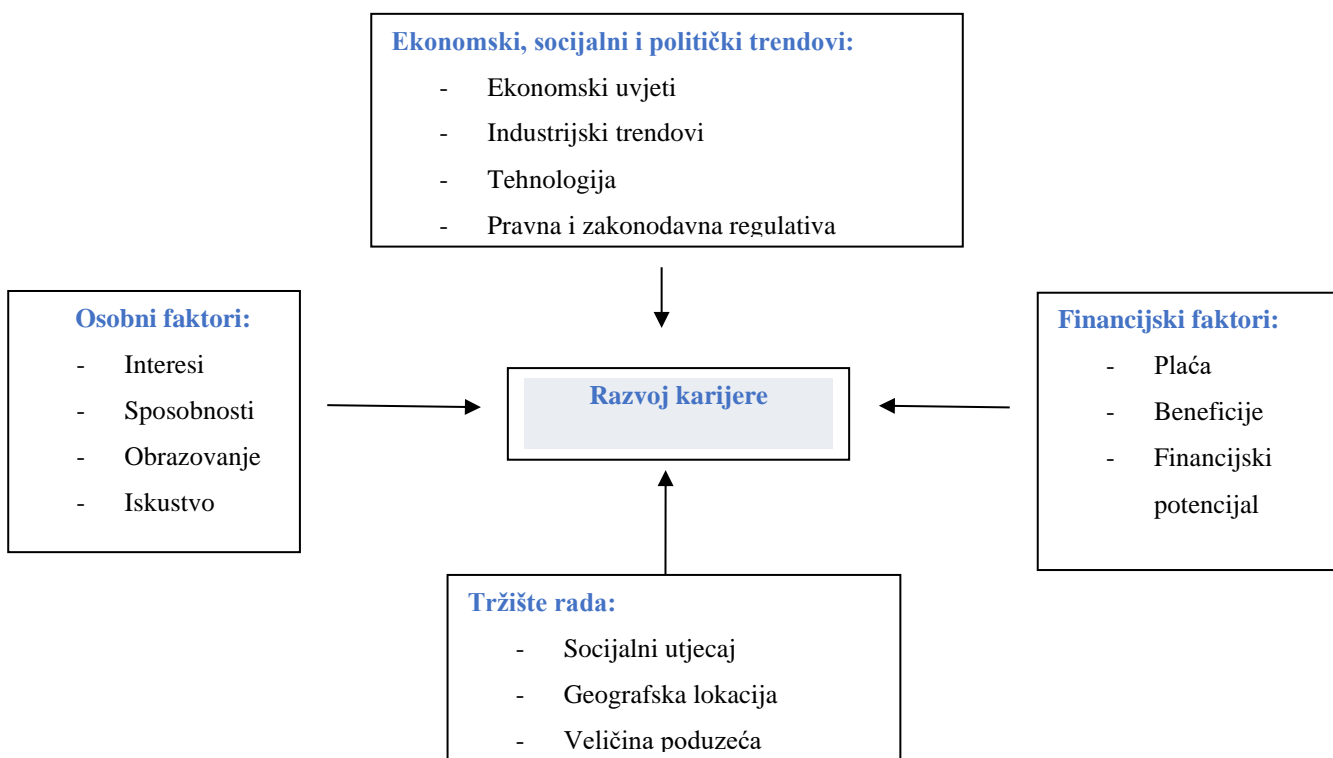 Ekonomski, socijalni i politički trendovi:
- Ekonomski uvjeti
- Industrijski trendovi
- Tehnologija
- Pravna i zakonodavna regulativa
Osobni faktori:
- Interesi
- Sposobnosti
- Obrazovanje
- Iskustvo
Razvoj karijere
Financijski faktori:
- Plaća
- Beneficije
- Financijski
potencijal
Tržište rada:
- Socijalni utjecaj
- Geografska lokacija
- Veličina poduzeća